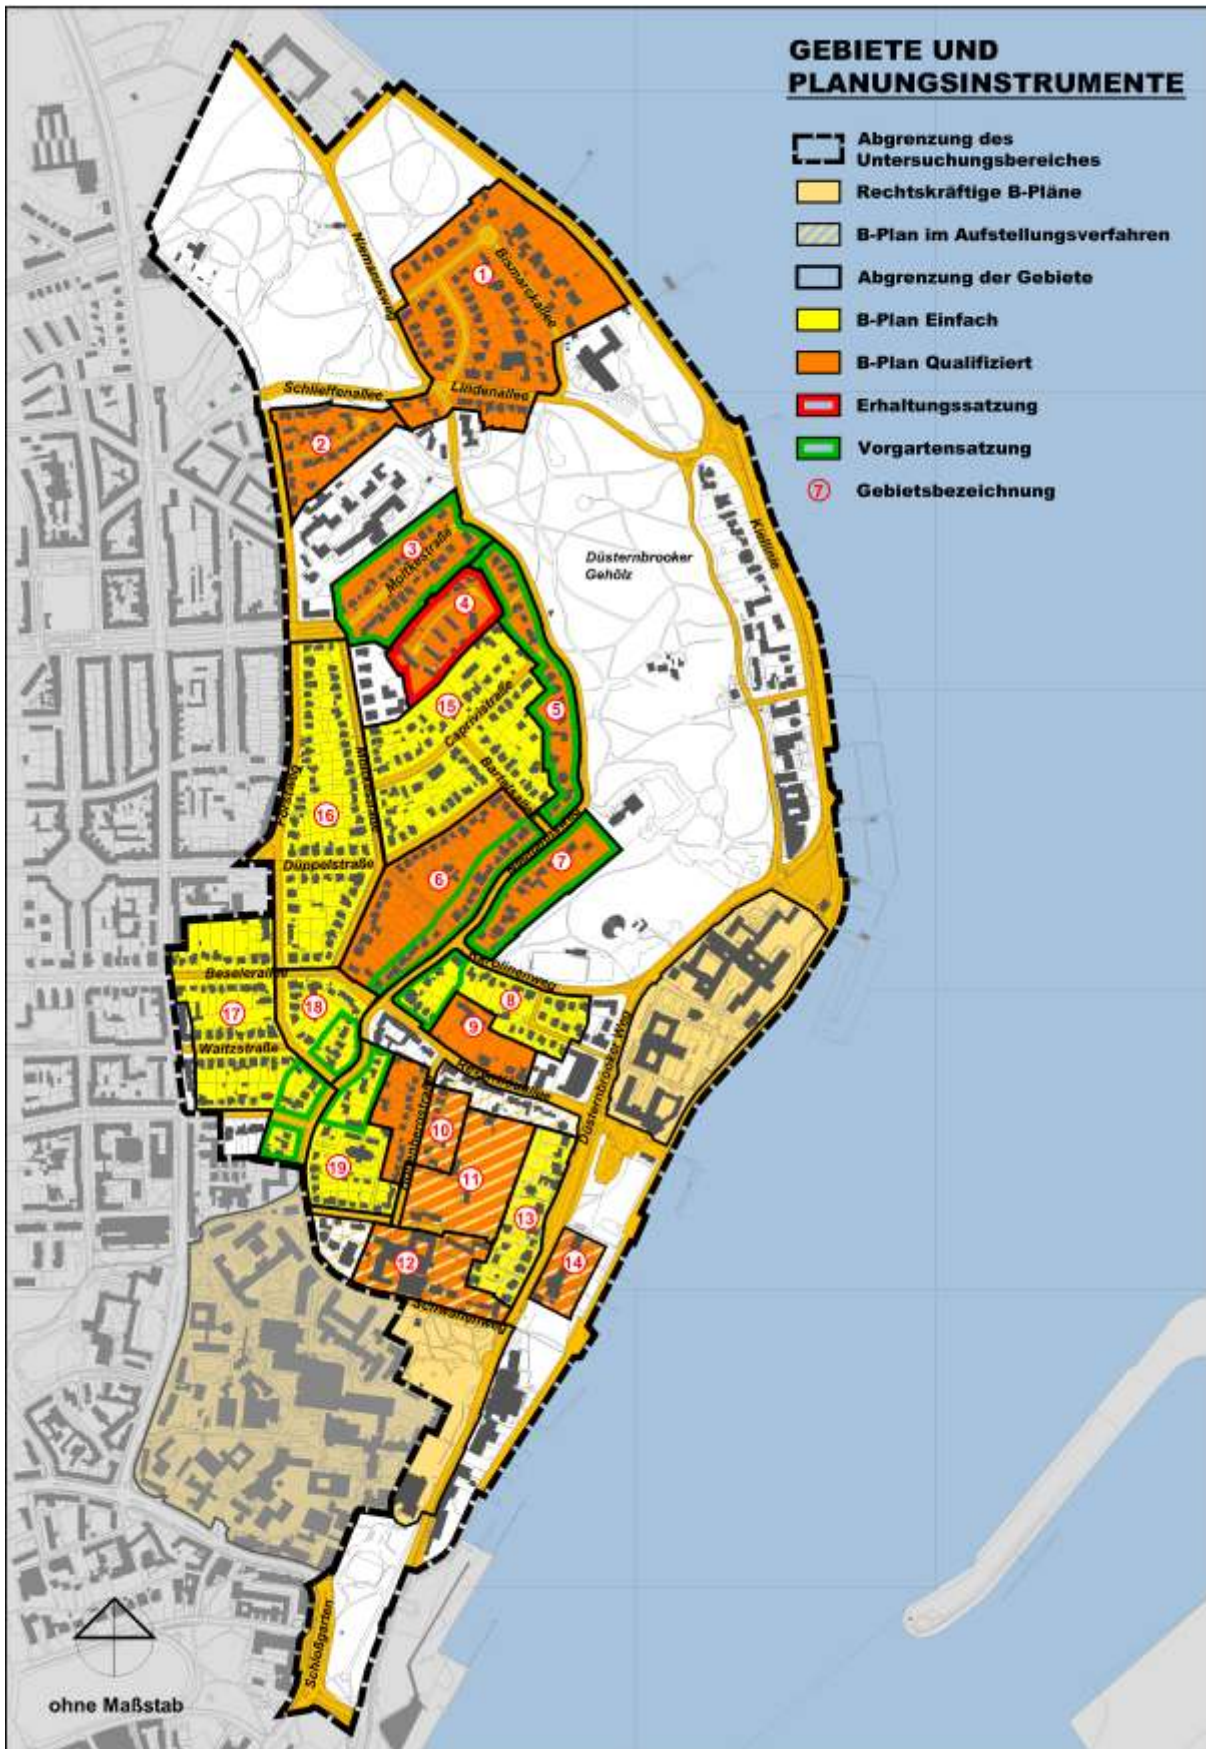 GEBIETE UND
PLANUNGSINSTRUMENTE
Abgrenzung des
Untersuchungsbereiches
Rechtskräftige B-Pläne
B-Plan im Aufstellungsverfahren
Abgrenzung der Gebiete
B-Plan Einfach
B-Plan Qualifiziert
Erhaltungssatzung
Vorgartensatzung
7 Gebietsbezeichnung
Niemannsweg
Bismarckallee
1
Schlieffenallee
Lindenallee
2
Kiellinie
3
Moltkestraße
Düsternbrooker
Gehölz
4
15
Caprivistraße
5
Forstweg
16
Düppelstraße
6
7
Beselerallee
Karolinenweg
8
18
17
9
Waitzstraße
Düsternbrooker Weg
10
19
11
13
12
14
Schwanenweg
Schloßgarten
ohne Maßstab